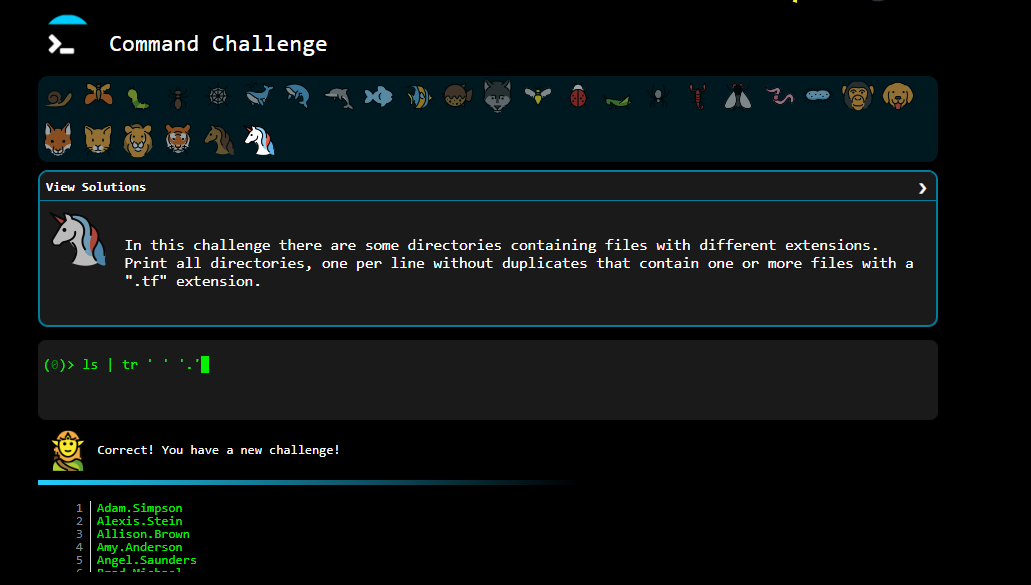 Command Challenge
View Solutions
In this challenge there are some directories containing files with different extensions.
Print all directories, one per line without duplicates that contain one or more files with a
".tf" extension.
(0)> ls | tr ' ' '.'
Correct! You have a new challenge!
1 Adam.Simpson
2 Alexis.Stein
3 Allison.Brown
4 Amy.Anderson
5 Angel.Saunders